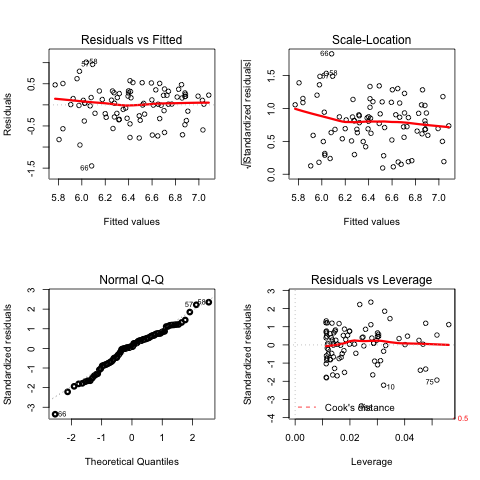 Residuals vs Fitted
Residuals
0.5
-0.5
-1.5
57
58
66
5.8 6.0 6.2 6.4 6.6 6.8 7.0
Fitted values
Scale-Location
√|Standardized residuals|
1.5
1.0
0.5
0.0
66
58
5.8 6.0 6.2 6.4 6.6 6.8 7.0
Fitted values
Normal Q-Q
Standardized residuals
3
2
1
0
-1
-2
-3
57
58
66
-2 -1 0 1 2
Theoretical Quantiles
Residuals vs Leverage
Standardized residuals
3
2
1
0
-1
-2
-3
-4
10
75
Cook's distance
0.5
0.00 0.02 0.04
Leverage